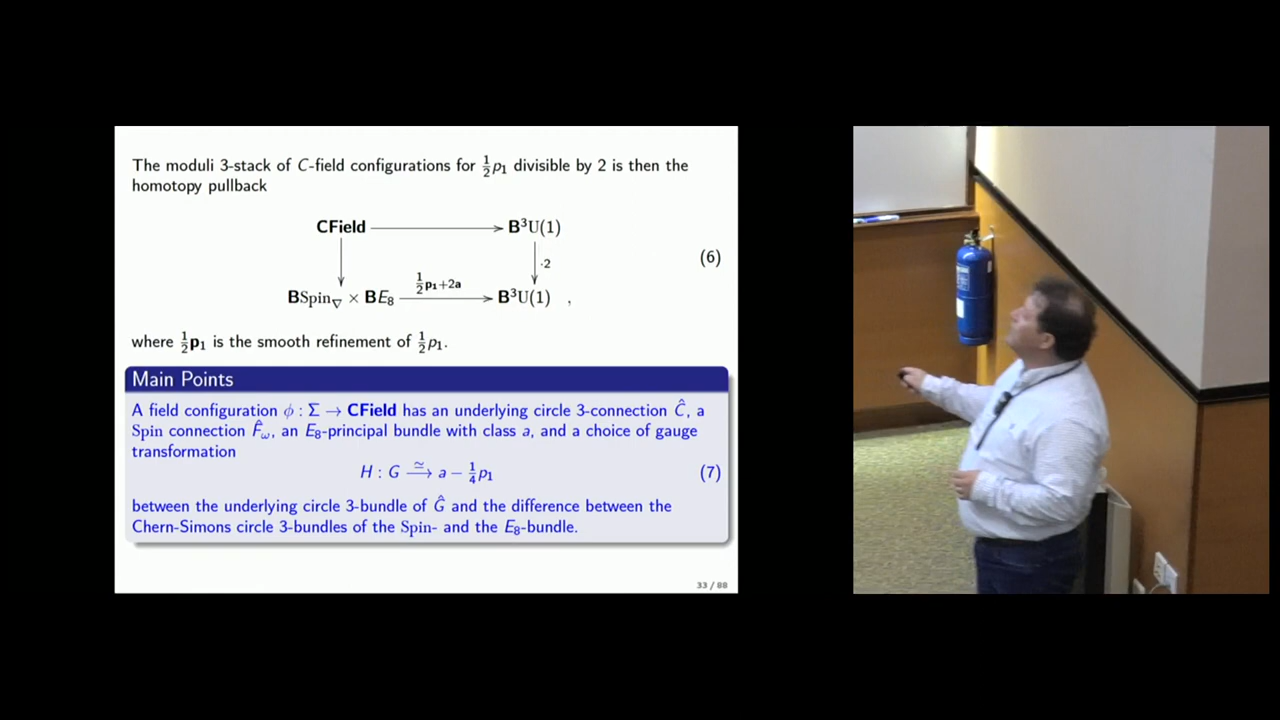 The moduli 3-stack of C-field configurations for ½p₁ divisible by 2 is then the
homotopy pullback
CField → B³U(1)
·2
½p₁+2a
(6)
BSpin∇ × BE₈ → B³U(1) ,
where ½p₁ is the smooth refinement of ½p₁.
Main Points
A field configuration ϕ : Σ → CField has an underlying circle 3-connection Ĉ, a
Spin connection F̂ω, an E₈-principal bundle with class a, and a choice of gauge
transformation
H : G ≃→ a − ¼p₁ (7)
between the underlying circle 3-bundle of Ĝ and the difference between the
Chern-Simons circle 3-bundles of the Spin- and the E₈-bundle.
33 / 88